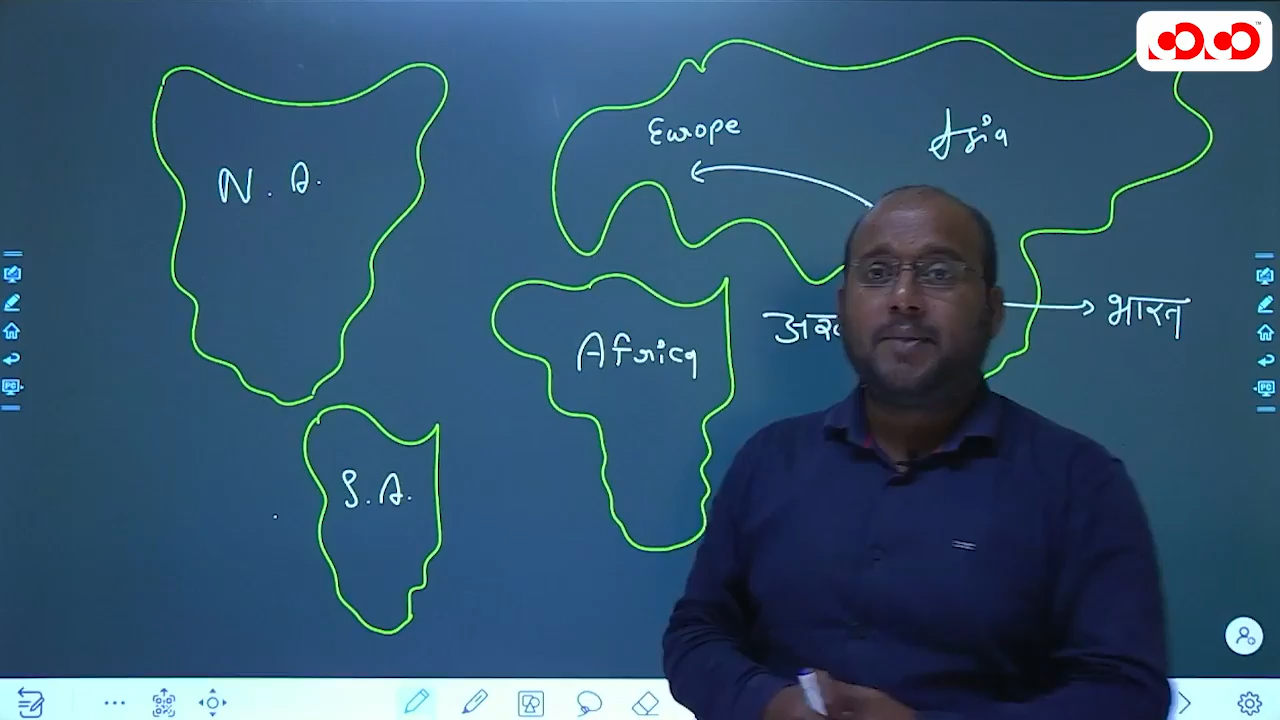 Europe
Asia
N. A.
भारत
Africa
S. A.